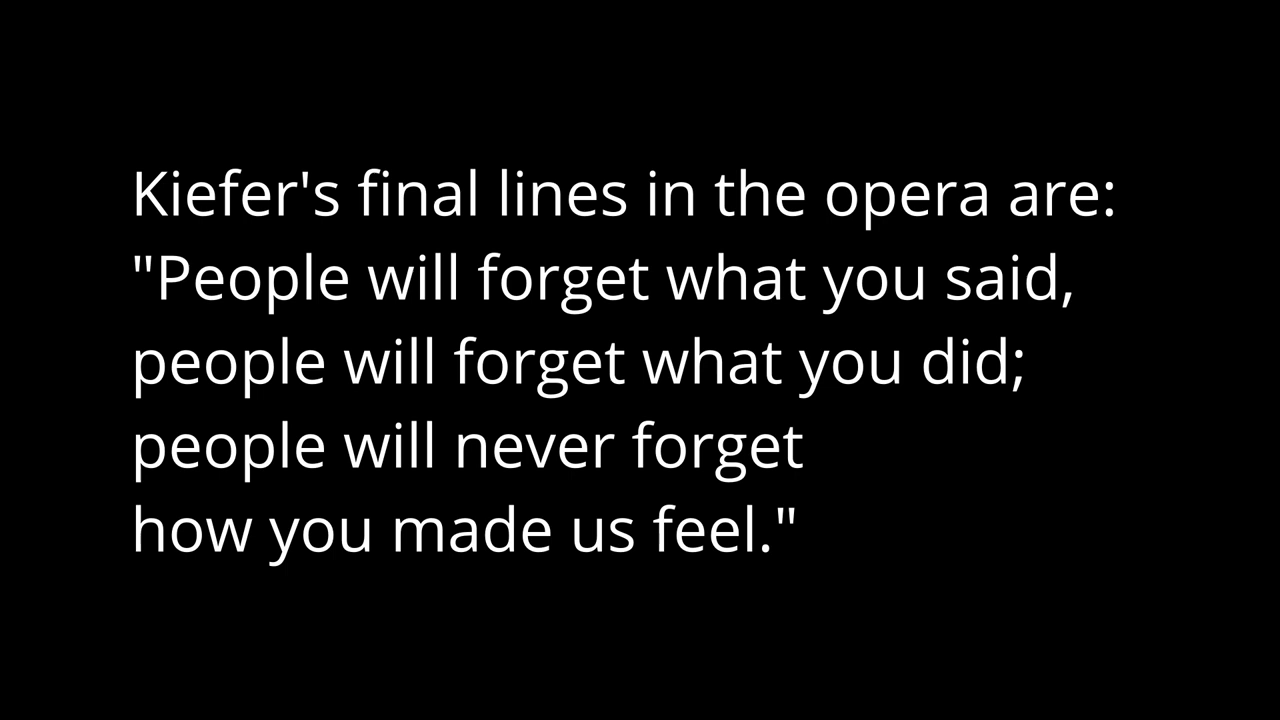 Kiefer's final lines in the opera are:
"People will forget what you said,
people will forget what you did;
people will never forget
how you made us feel."